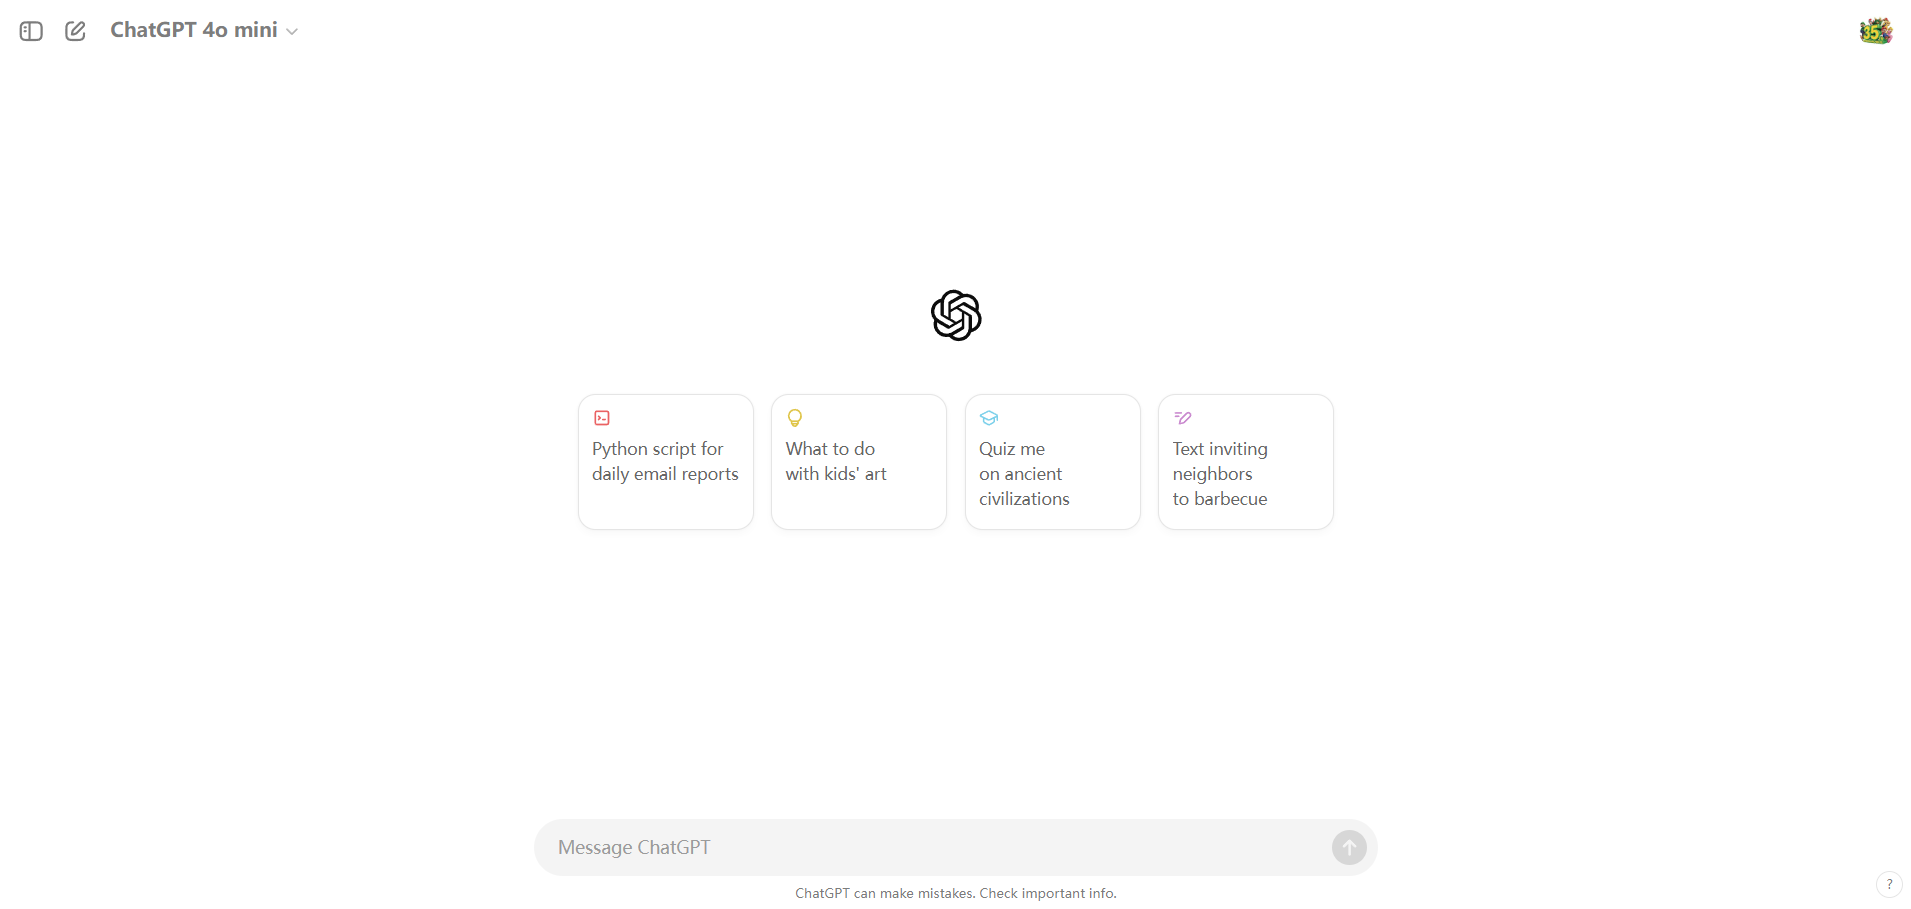 ChatGPT 4o mini
35
Python script for
daily email reports
What to do
with kids' art
Quiz me
on ancient
civilizations
Text inviting
neighbors
to barbecue
Message ChatGPT
ChatGPT can make mistakes. Check important info.
?